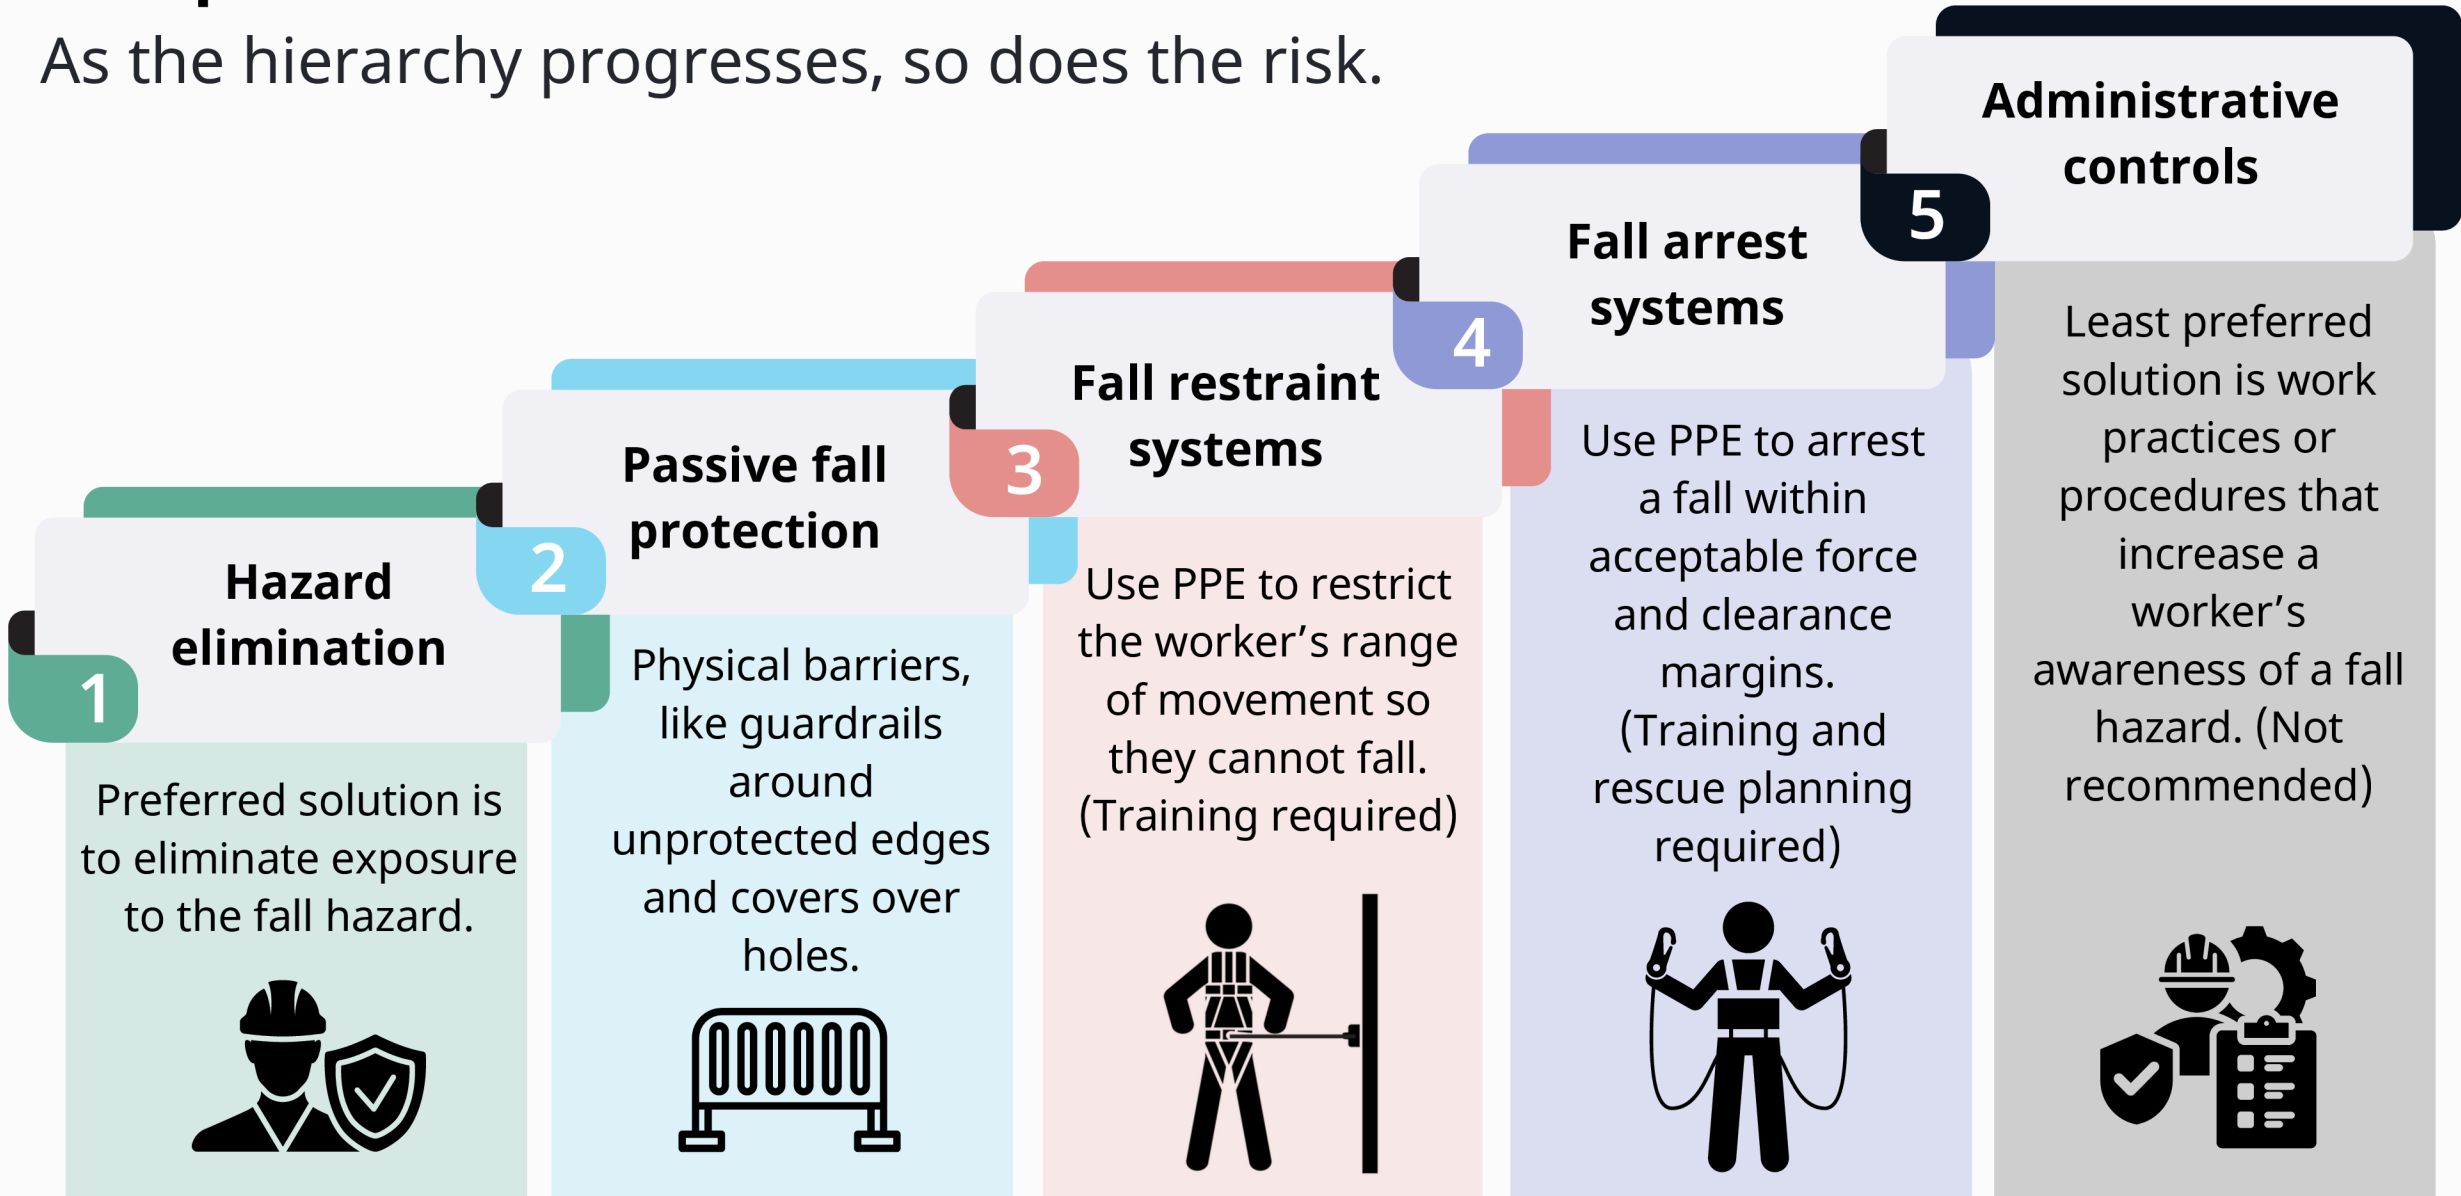 As the hierarchy progresses, so does the risk.
1
Hazard
elimination
Preferred solution is
to eliminate exposure
to the fall hazard.
2
Passive fall
protection
Physical barriers,
like guardrails
around
unprotected edges
and covers over
holes.
3
Fall restraint
systems
Use PPE to restrict
the worker’s range
of movement so
they cannot fall.
(Training required)
4
Fall arrest
systems
Use PPE to arrest
a fall within
acceptable force
and clearance
margins.
(Training and
rescue planning
required)
5
Administrative
controls
Least preferred
solution is work
practices or
procedures that
increase a
worker’s
awareness of a fall
hazard. (Not
recommended)